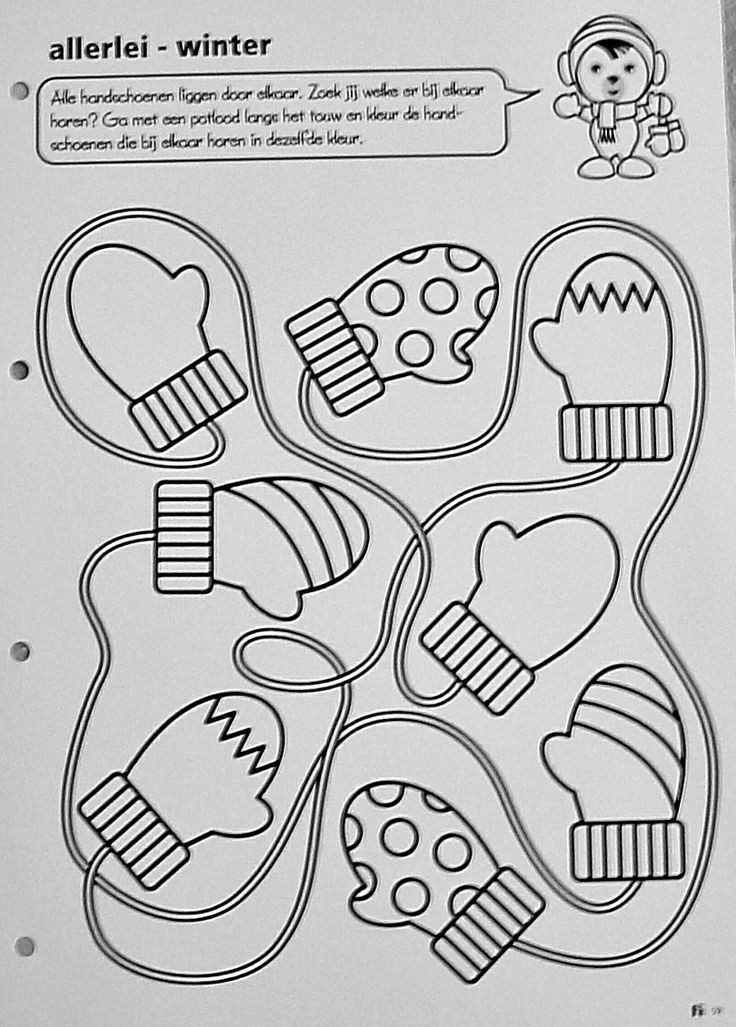 allerlei - winter
Alle handschoenen liggen door elkaar. Zoek jij welke er bij elkaar
horen? Ga met een potlood langs het touw en kleur de hand-
schoenen die bij elkaar horen in dezelfde kleur.